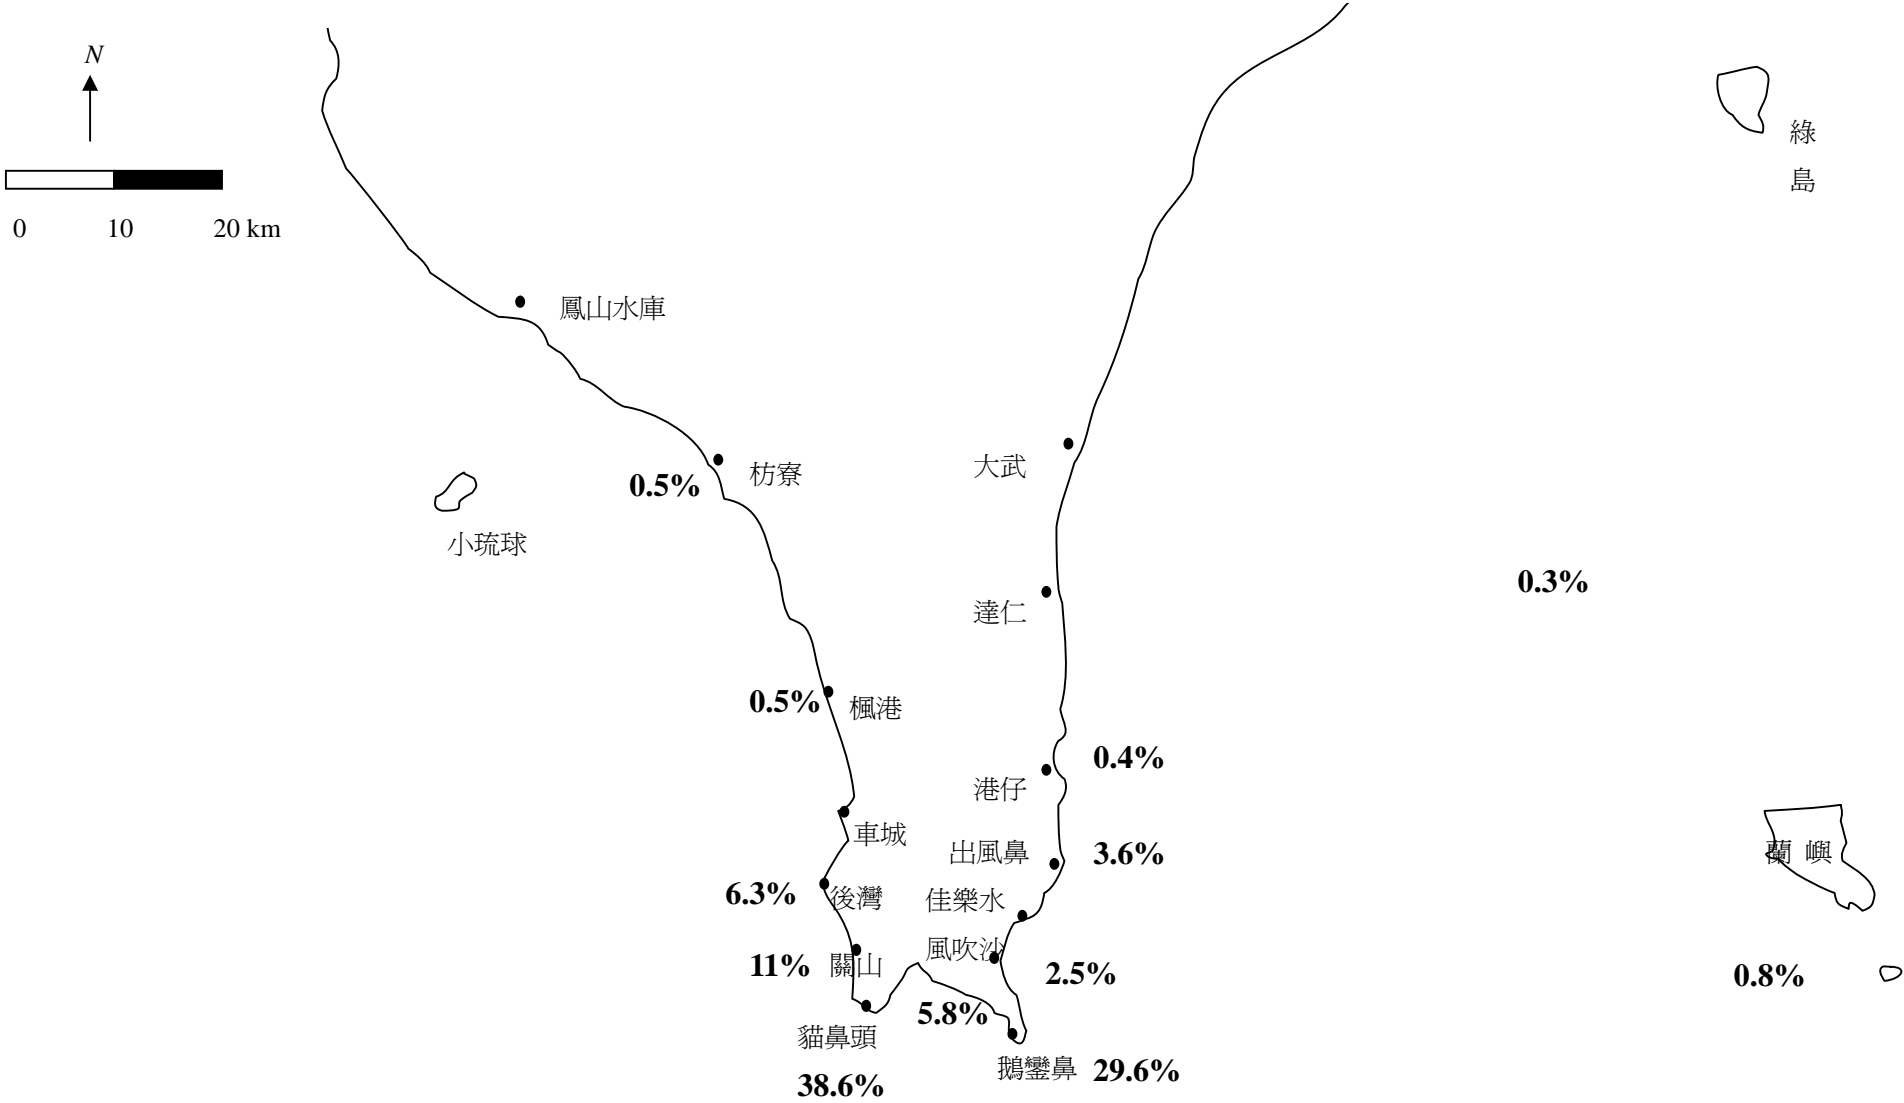 N
綠
島
0 10 20 km
鳳山水庫
大武
枋寮
0.5%
小琉球
0.3%
達仁
0.5%
楓港
0.4%
港仔
車城
出風鼻
3.6%
蘭 嶼
6.3%
後灣
佳樂水
風吹沙
11%
關山
2.5%
0.8%
5.8%
貓鼻頭
鵝鑾鼻
29.6%
38.6%